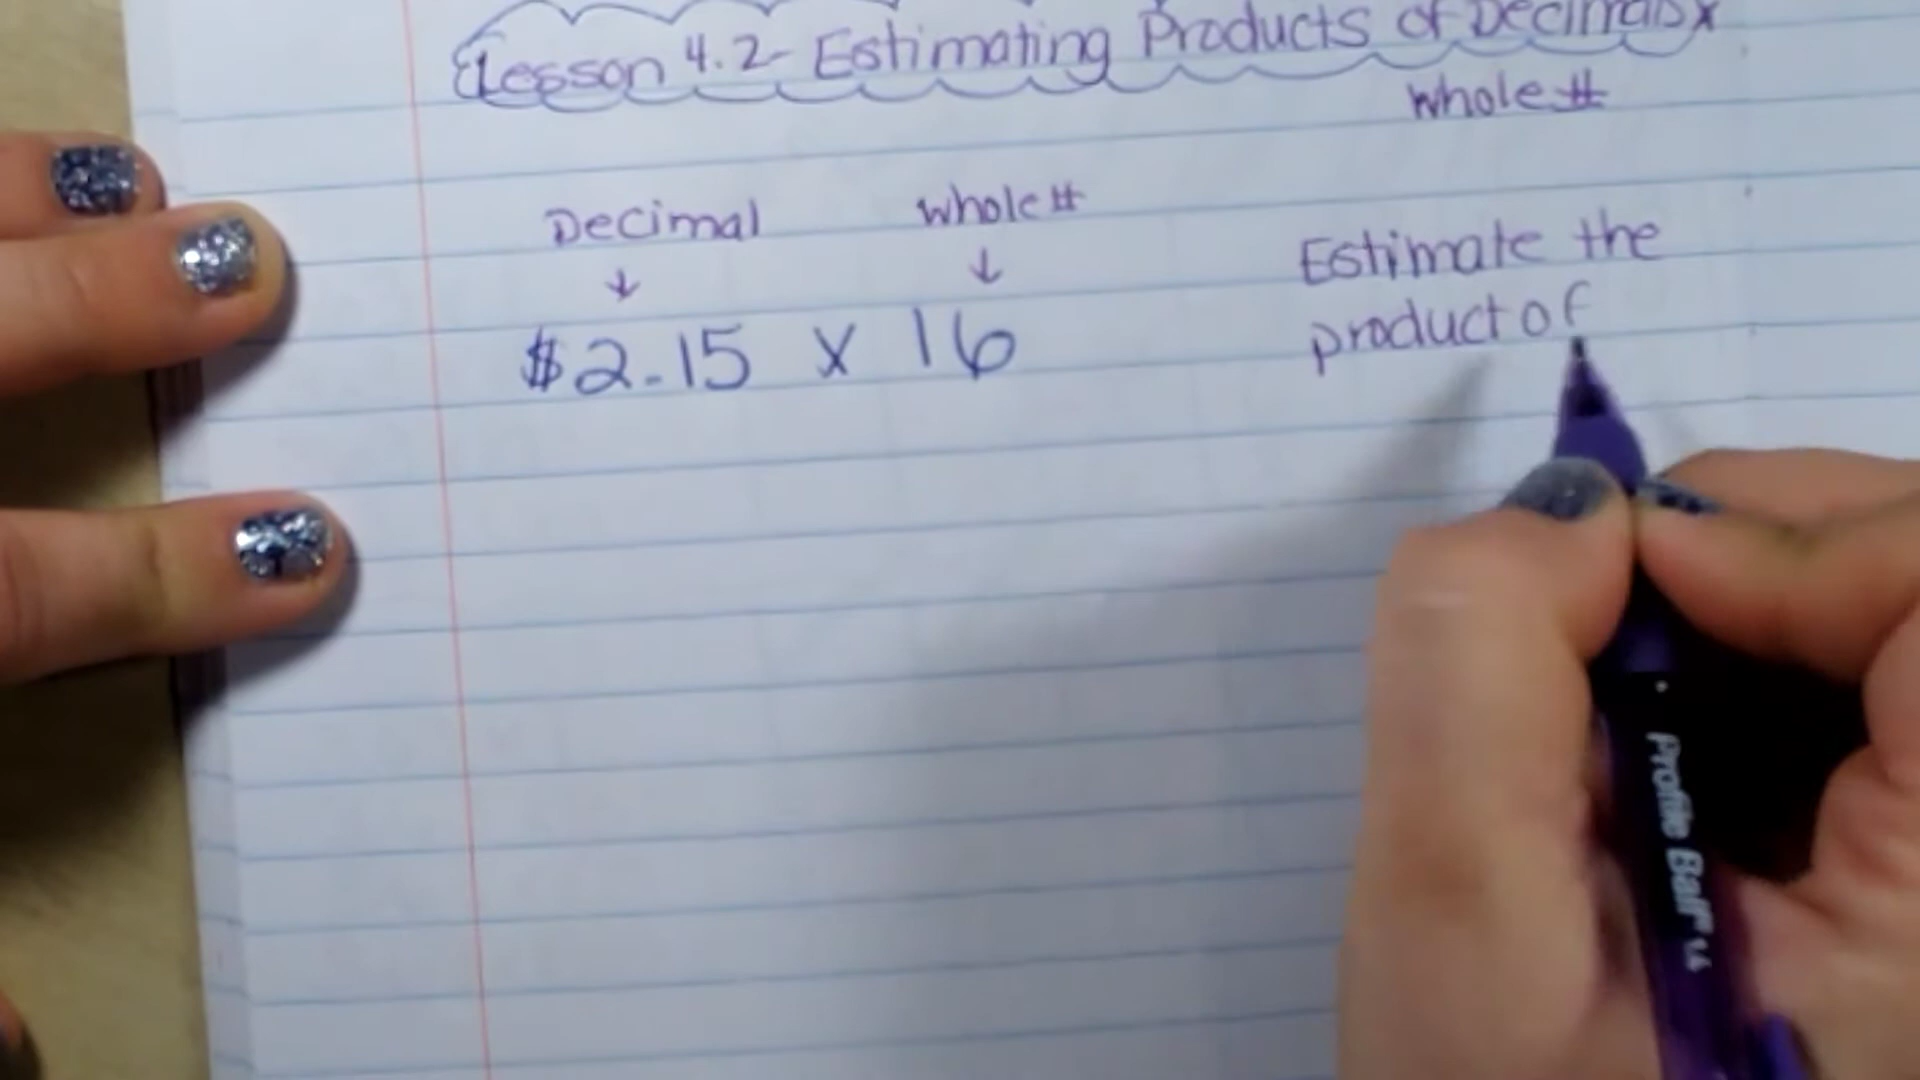 Lesson 4.2- Estimating Products of Decimals x
Whole #
Decimal whole #
↓ ↓
$2.15 x 16
Estimate the
product of
Profile Ball